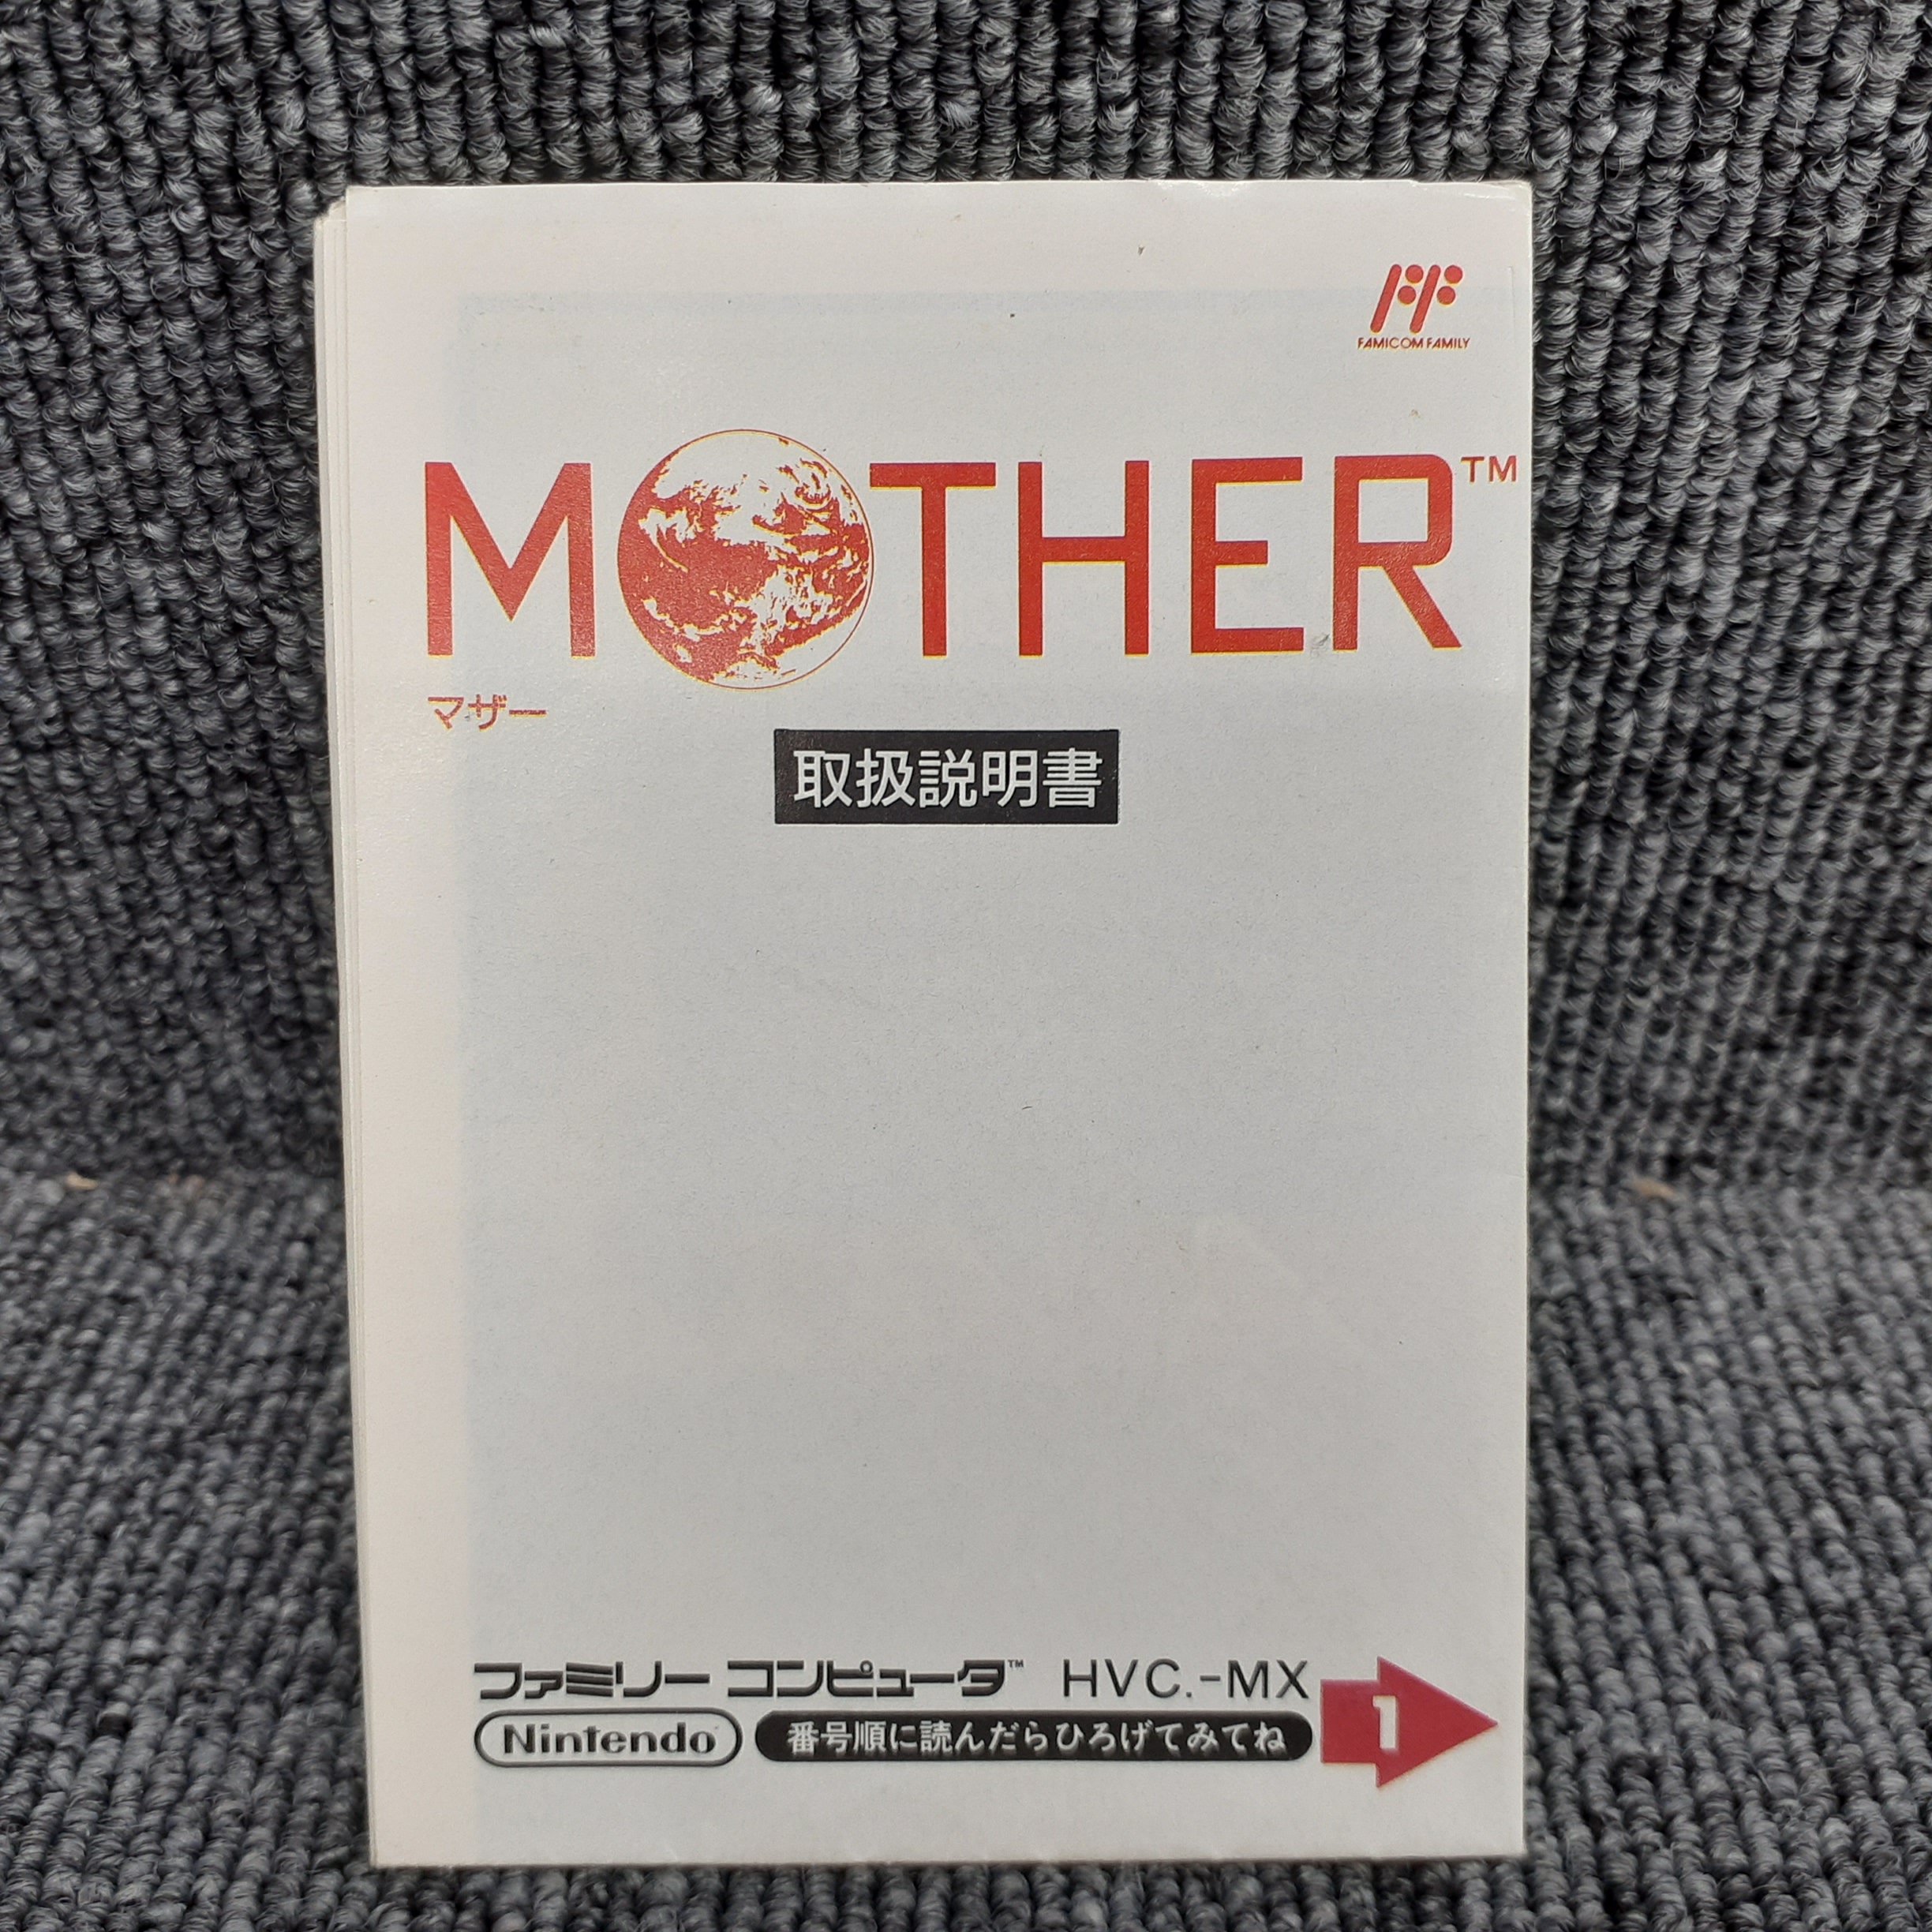 FAMICOM FAMILY
MOTHER™
マザー
取扱説明書
ファミリー コンピュータ™ HVC.-MX
Nintendo 番号順に読んだらひろげてみてね 1